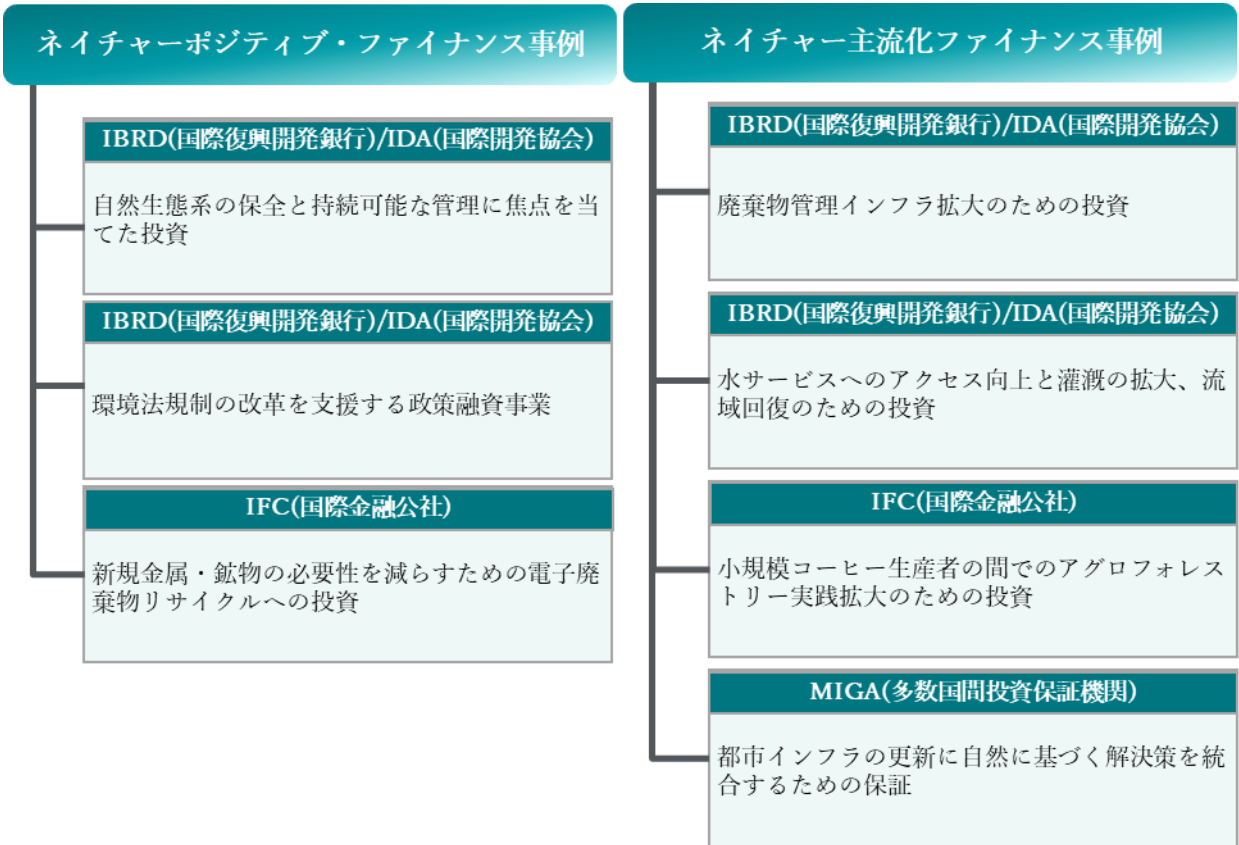 ネイチャーポジティブ・ファイナンス事例
IBRD(国際復興開発銀行)/IDA(国際開発協会)
自然生態系の保全と持続可能な管理に焦点を当
てた投資
IBRD(国際復興開発銀行)/IDA(国際開発協会)
環境法規制の改革を支援する政策融資事業
IFC(国際金融公社)
新規金属・鉱物の必要性を減らすための電子廃
棄物リサイクルへの投資
ネイチャー主流化ファイナンス事例
IBRD(国際復興開発銀行)/IDA(国際開発協会)
廃棄物管理インフラ拡大のための投資
IBRD(国際復興開発銀行)/IDA(国際開発協会)
水サービスへのアクセス向上と灌漑の拡大、流
域回復のための投資
IFC(国際金融公社)
小規模コーヒー生産者の間でのアグロフォレス
トリー実践拡大のための投資
MIGA(多数国間投資保証機関)
都市インフラの更新に自然に基づく解決策を統
合するための保証